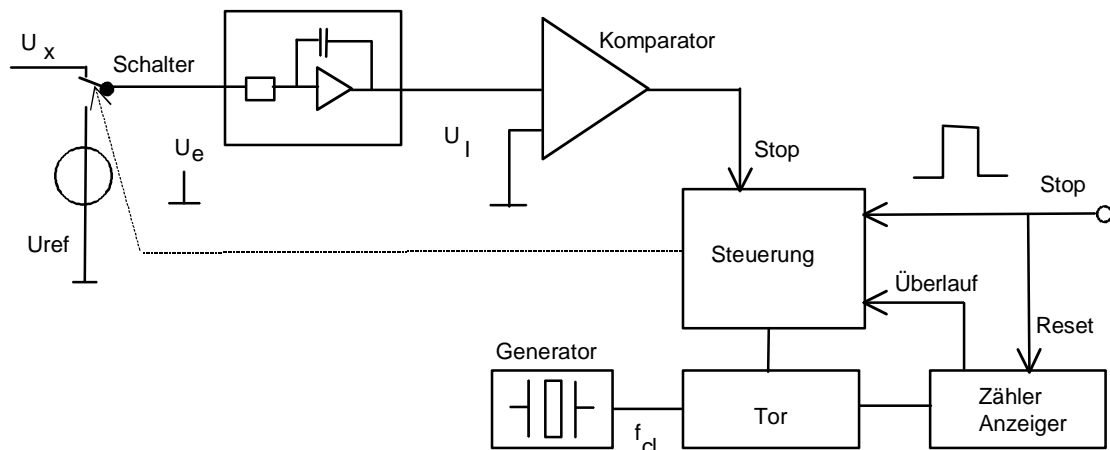 U x
Schalter
Komparator
U e
U I
Uref
Stop
Stop
Steuerung
Überlauf
Reset
Generator
f cl
Tor
Zähler
Anzeiger